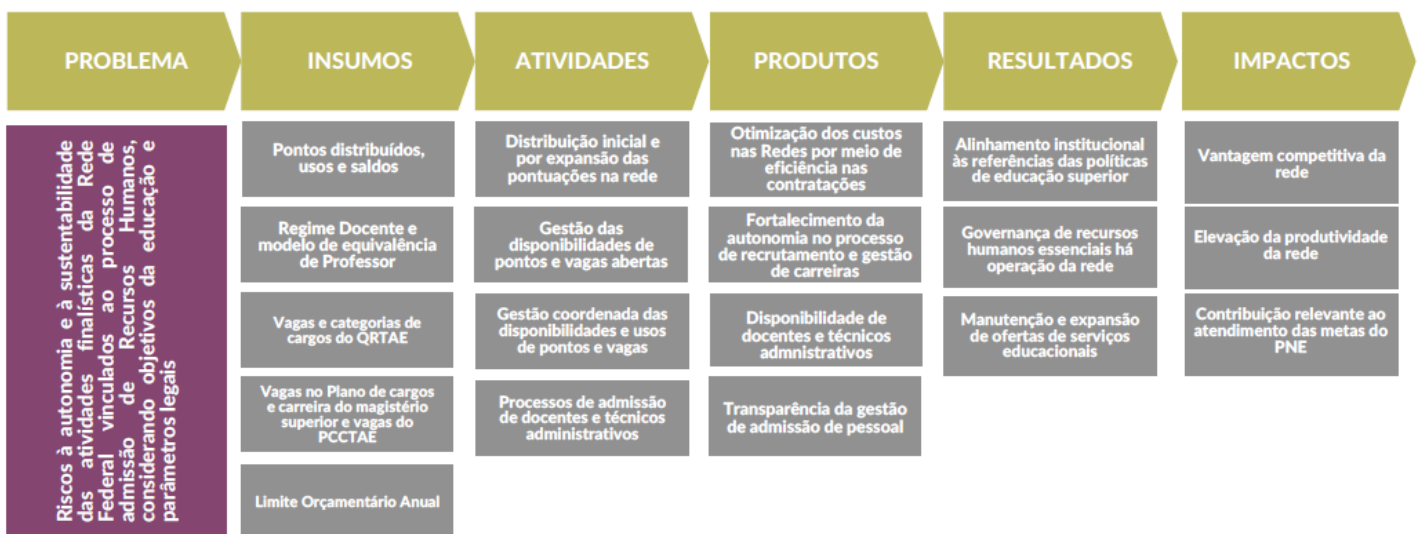 PROBLEMA
INSUMOS
ATIVIDADES
PRODUTOS
RESULTADOS
IMPACTOS
Riscos à autonomia e à sustentabilidade
das atividades finalísticas da Rede
Federal vinculados ao processo de
admissão de Recursos Humanos,
considerando objetivos da educação e
parâmetros legais
Pontos distribuídos,
usos e saldos
Regime Docente e
modelo de equivalência
de Professor
Vagas e categorias de
cargos do QRTAE
Vagas no Plano de cargos
e carreira do magistério
superior e vagas do
PCCTAE
Limite Orçamentário Anual
Distribuição inicial e
por expansão das
pontuações na rede
Gestão das
disponibilidades de
pontos e vagas abertas
Gestão coordenada das
disponibilidades e usos
de pontos e vagas
Processos de admissão
de docentes e técnicos
administrativos
Otimização dos custos
nas Redes por meio de
eficiência nas
contratações
Fortalecimento da
autonomia no processo
de recrutamento e gestão
de carreiras
Disponibilidade de
docentes e técnicos
admnistrativos
Transparência da gestão
de admissão de pessoal
Alinhamento institucional
às referências das políticas
de educação superior
Governança de recursos
humanos essenciais há
operação da rede
Manutenção e expansão
de ofertas de serviços
educacionais
Vantagem competitiva da
rede
Elevação da produtividade
da rede
Contribuição relevante ao
atendimento das metas do
PNE